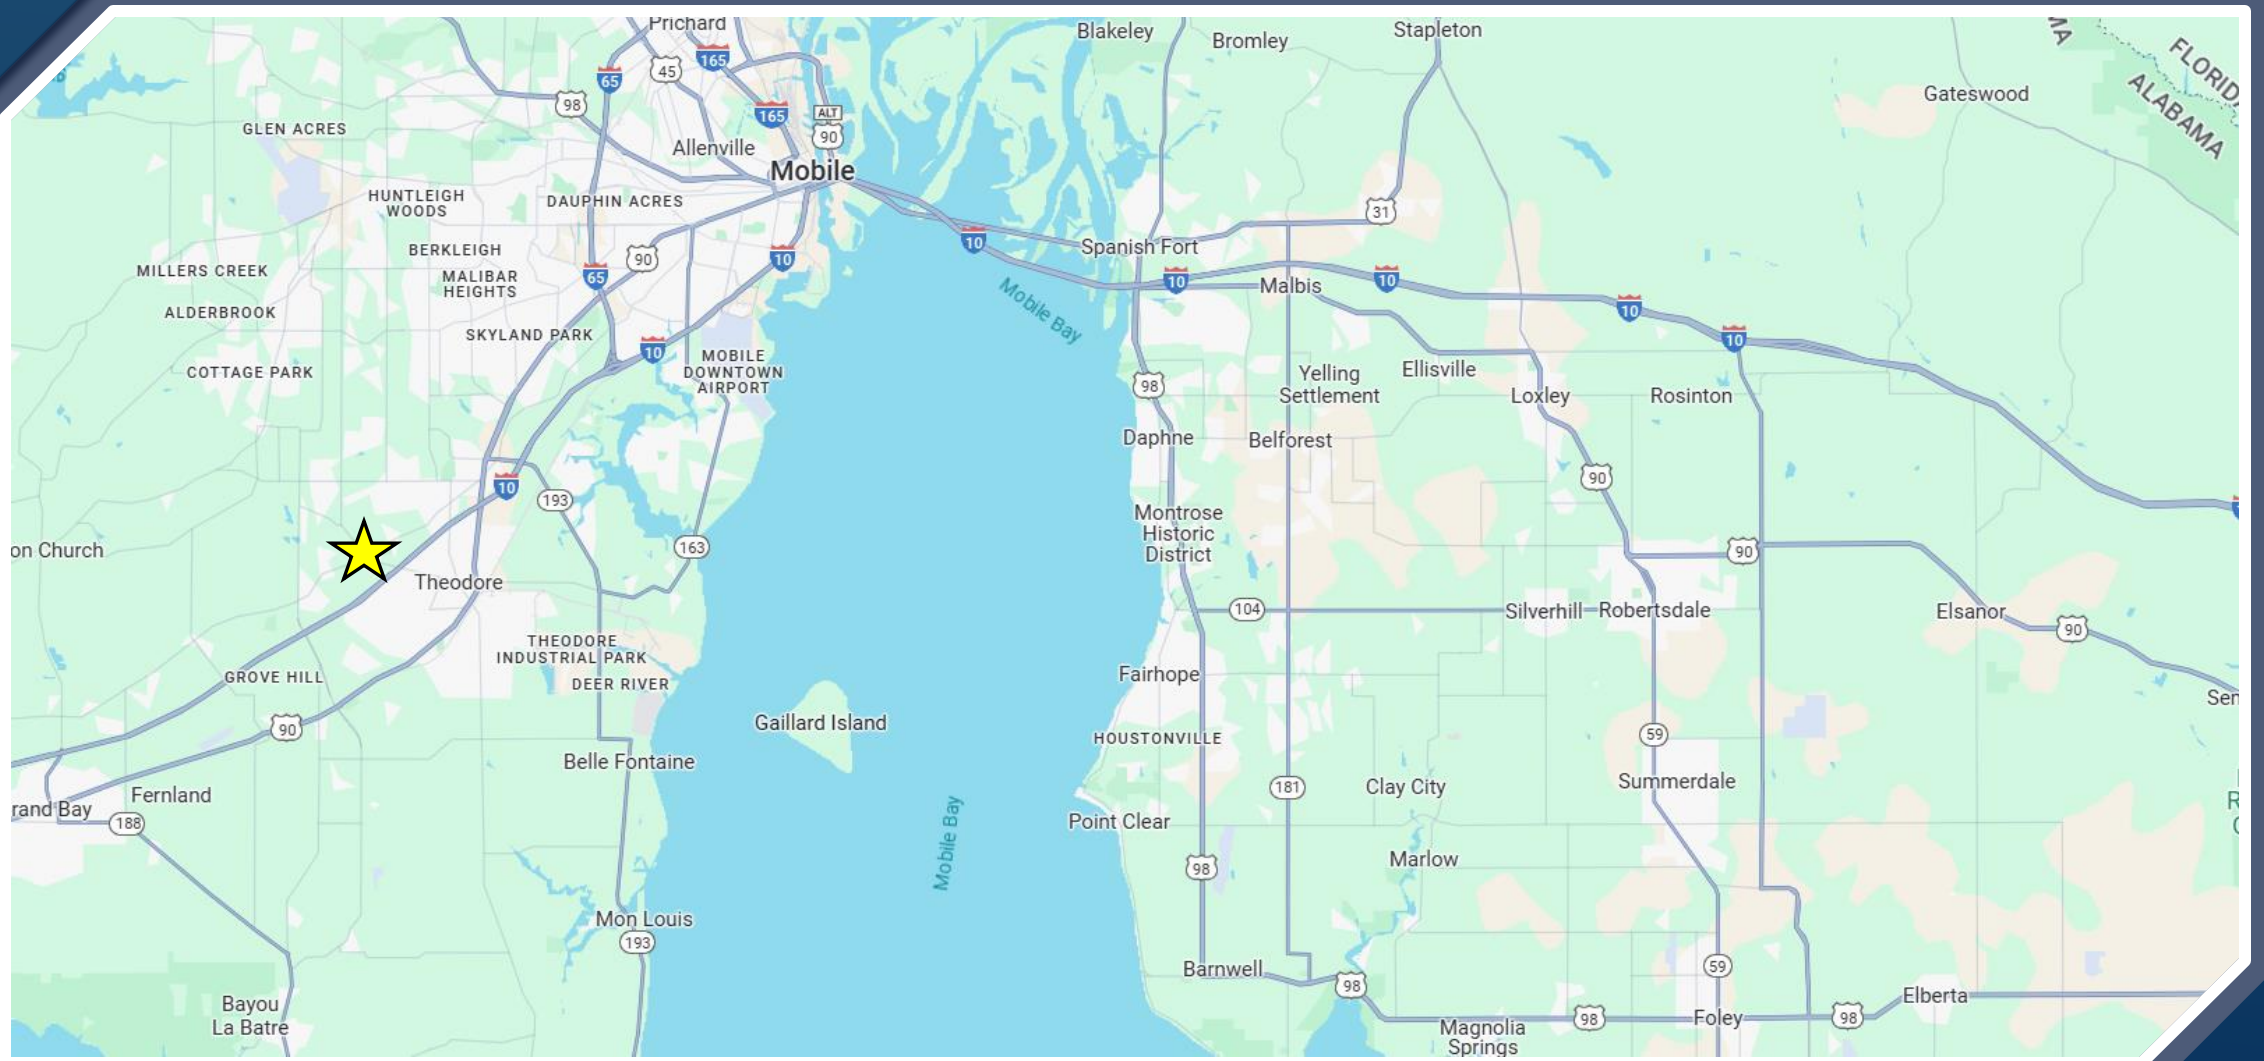 Prichard
Blakeley
Bromley
Stapleton
MA
FLORID
ALABAMA
Gateswood
165
45
65
98
165
ALT
90
GLEN ACRES
Allenville
Mobile
HUNTLEIGH
WOODS
DAUPHIN ACRES
31
10
Spanish Fort
BERKLEIGH
90
10
MILLERS CREEK
MALIBAR
HEIGHTS
65
10
Malbis
10
Mobile Bay
ALDERBROOK
10
SKYLAND PARK
10
10
MOBILE
DOWNTOWN
AIRPORT
COTTAGE PARK
98
Yelling
Settlement
Ellisville
Loxley
Rosinton
Daphne
Belforest
10
193
90
Montrose
Historic
District
on Church
163
90
Theodore
104
Silverhill
Robertsdale
Elsanor
90
THEODORE
INDUSTRIAL PARK
GROVE HILL
DEER RIVER
Fairhope
Sen
90
Gaillard Island
HOUSTONVILLE
59
Belle Fontaine
Summerdale
Fernland
181
Clay City
rand Bay
188
Point Clear
R
Mobile Bay
98
Marlow
Mon Louis
193
Barnwell
98
59
Elberta
Bayou
La Batre
98
Foley
98
Magnolia
Springs